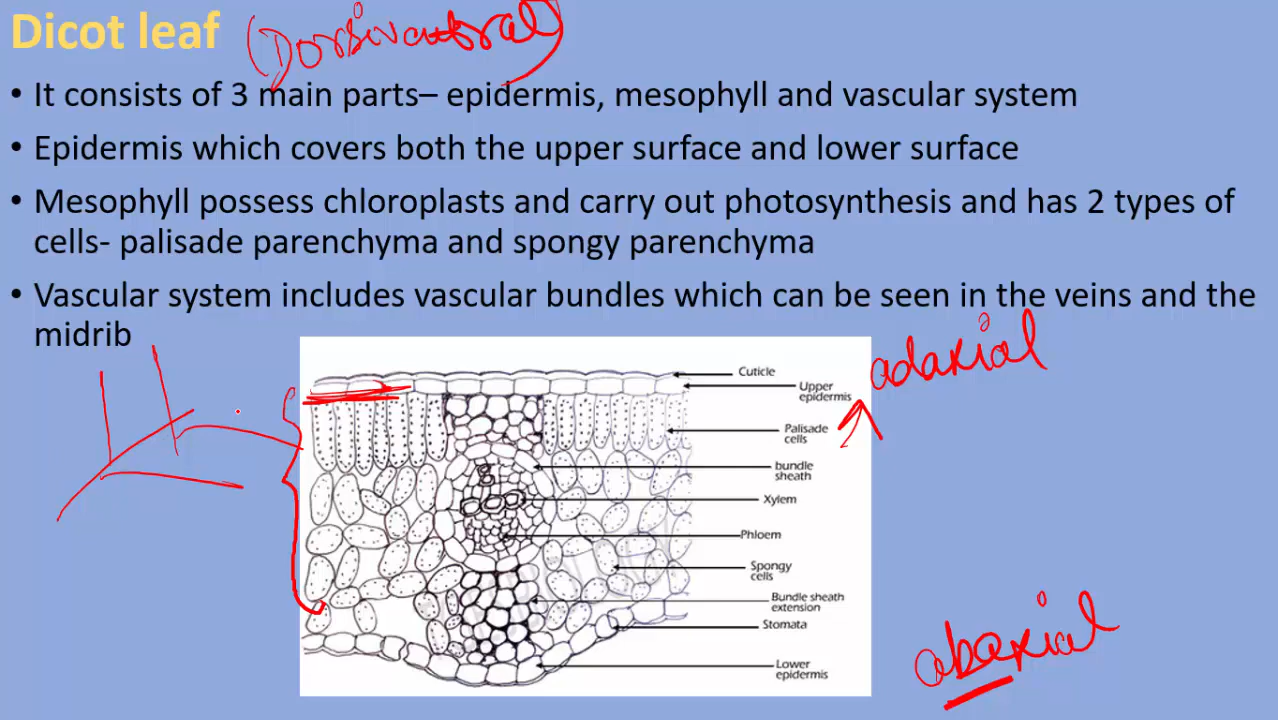 Dicot leaf (Dorsiventral)
• It consists of 3 main parts– epidermis, mesophyll and vascular system
• Epidermis which covers both the upper surface and lower surface
• Mesophyll possess chloroplasts and carry out photosynthesis and has 2 types of
cells- palisade parenchyma and spongy parenchyma
• Vascular system includes vascular bundles which can be seen in the veins and the
midrib
adaxial
Cuticle
Upper
epidermis
Palisade
cells
bundle
sheath
Xylem
Phloem
Spongy
cells
Bundle sheath
extension
Stomata
abaxial
Lower
epidermis